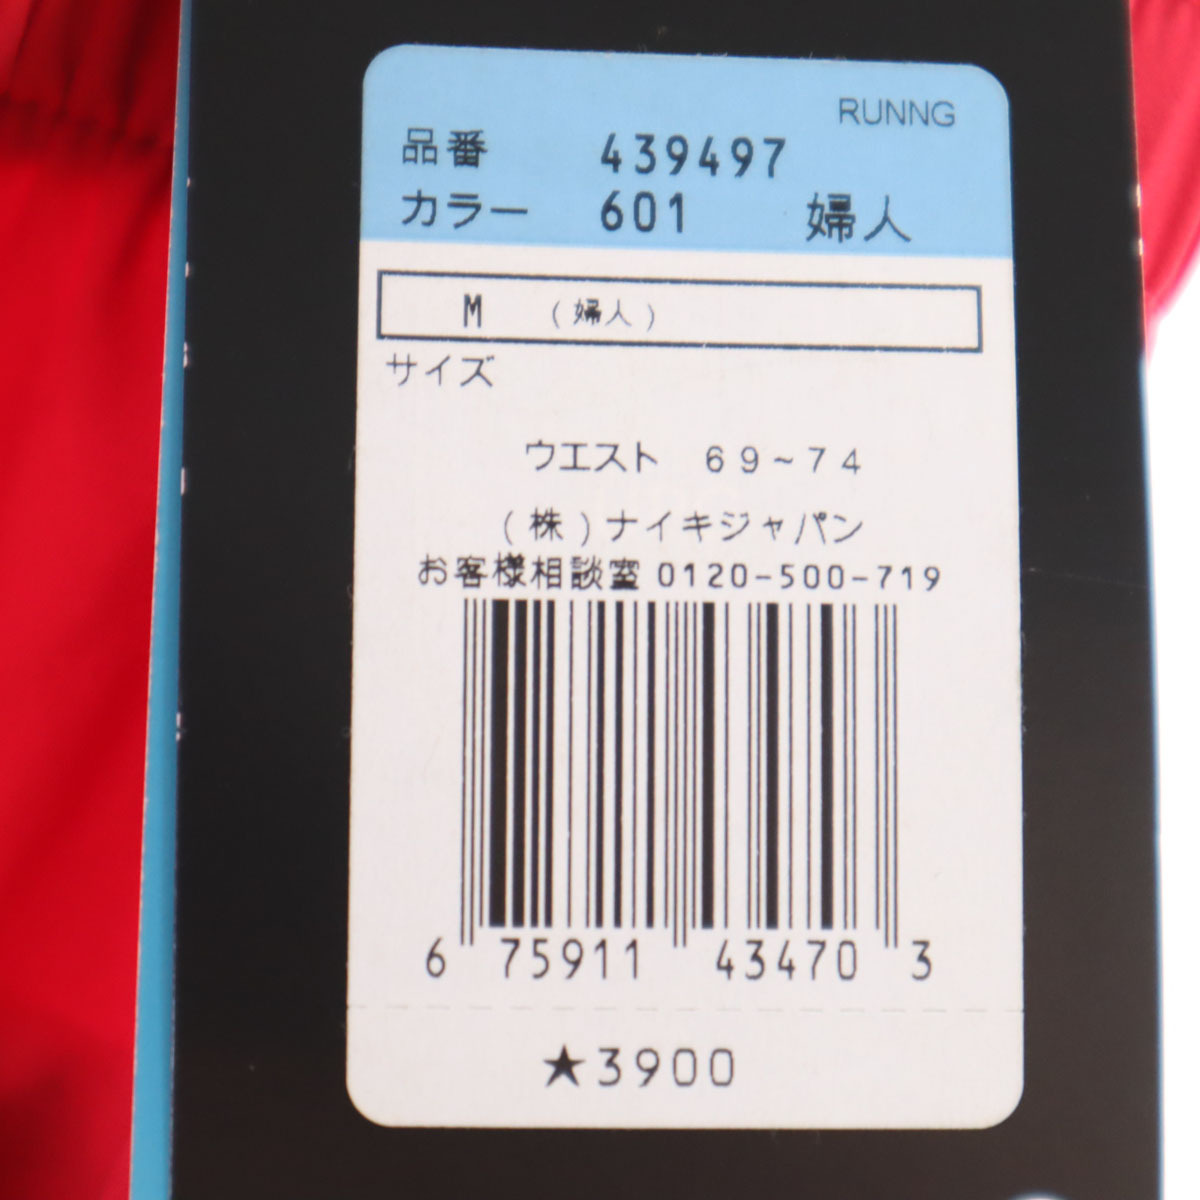 RUNNG
品番 439497
カラー 601 婦人
M (婦人)
サイズ
ウエスト 69~74
(株)ナイキジャパン
お客様相談室 0120-500-719
6 75911 43470 3
★3900